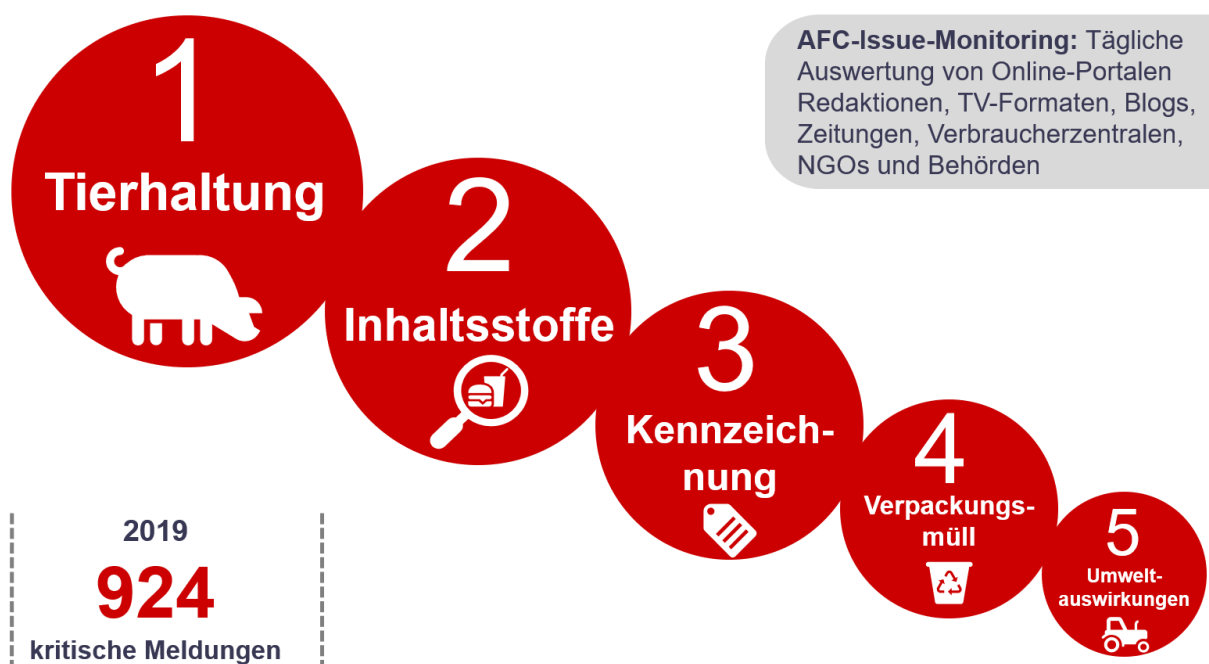 1
Tierhaltung
AFC-Issue-Monitoring: Tägliche
Auswertung von Online-Portalen
Redaktionen, TV-Formaten, Blogs,
Zeitungen, Verbraucherzentralen,
NGOs und Behörden
2
Inhaltsstoffe
3
Kennzeich-
nung
4
Verpackungs-
müll
5
Umwelt-
auswirkungen
2019
924
kritische Meldungen